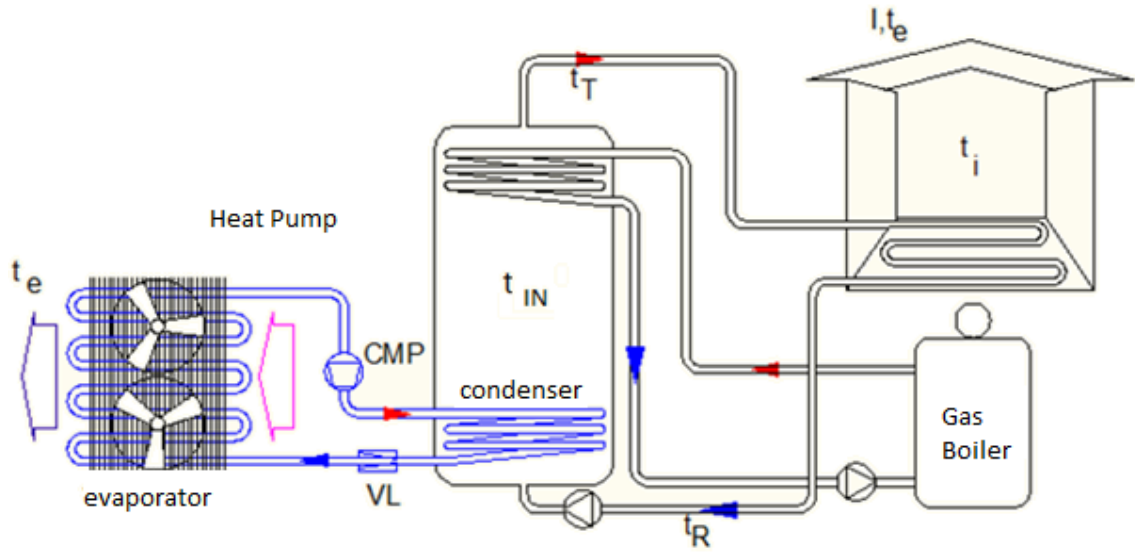 I,te
tT
ti
Heat Pump
te
tIN
CMP
condenser
Gas
Boiler
VL
evaporator
tR